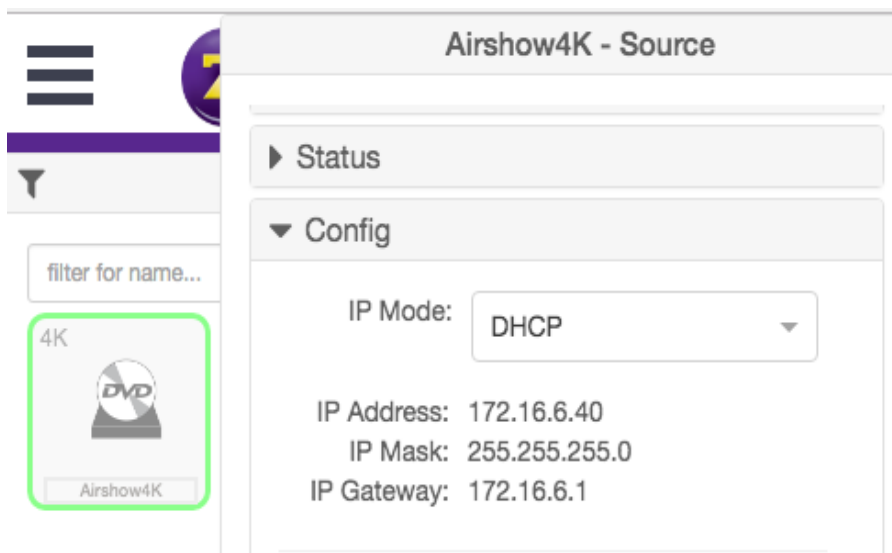 Airshow4K - Source
Status
Config
filter for name...
IP Mode: DHCP
4K
DVD
Airshow4K
IP Address: 172.16.6.40
IP Mask: 255.255.255.0
IP Gateway: 172.16.6.1